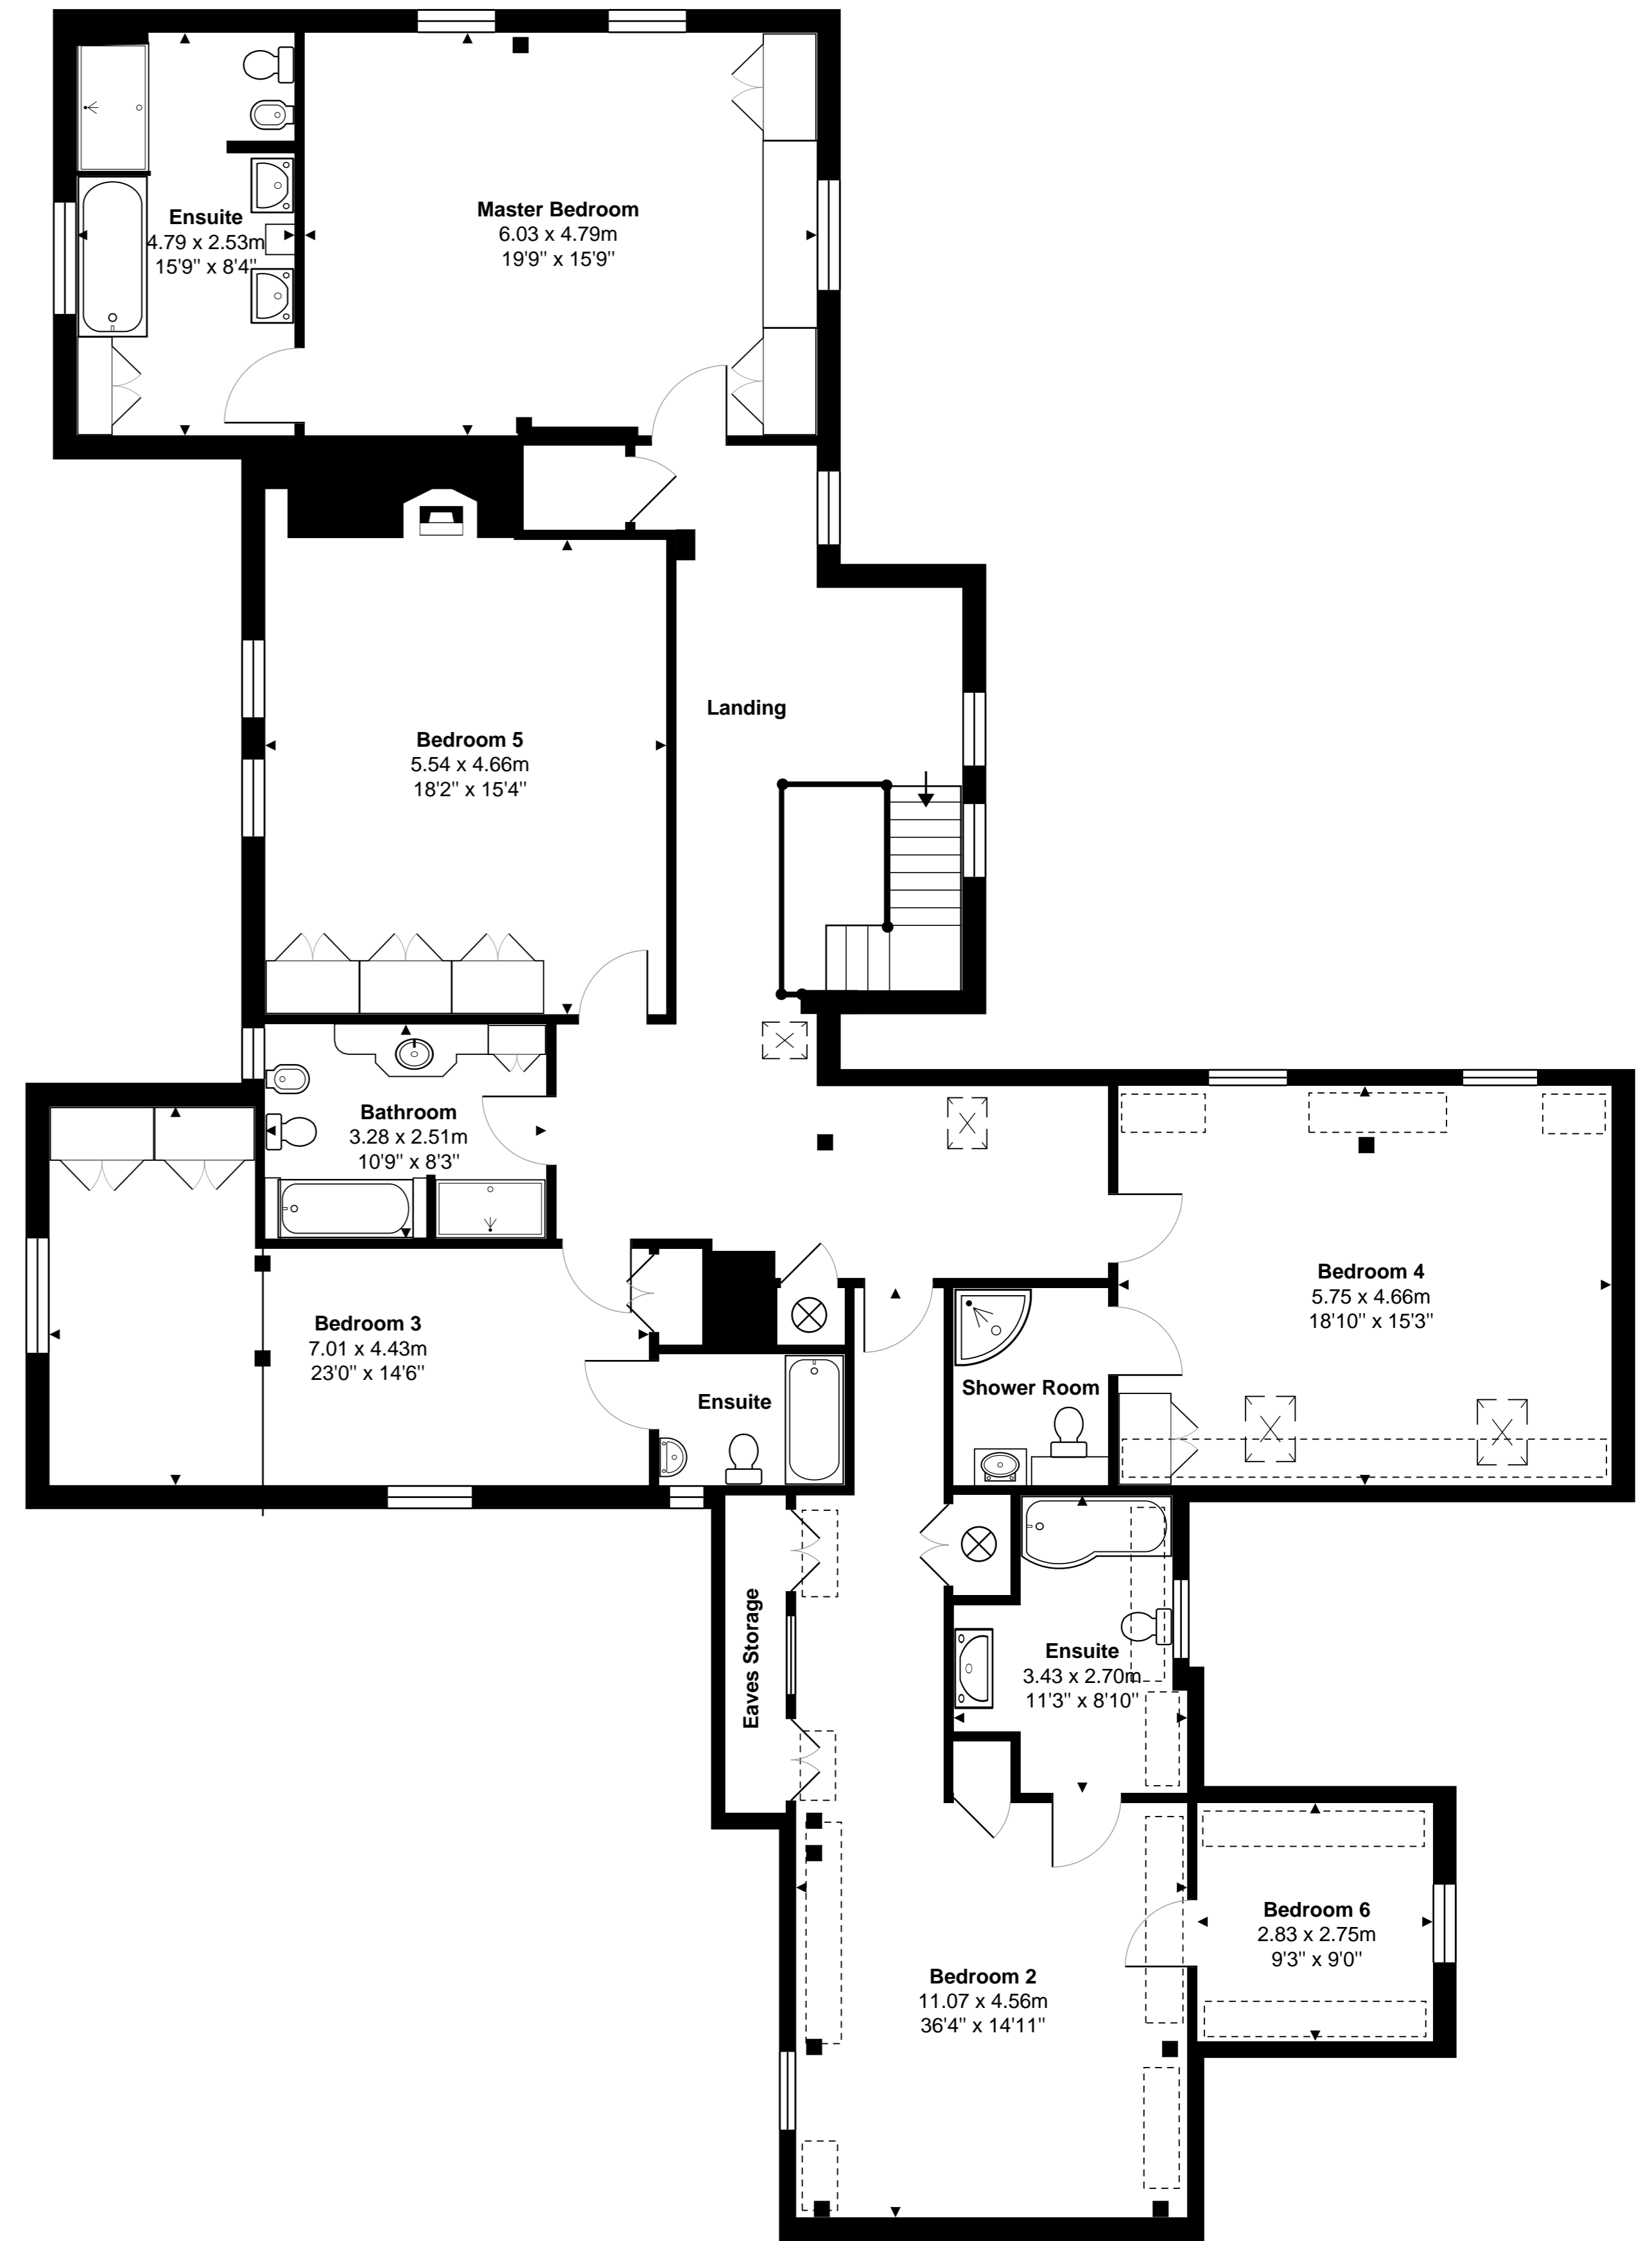 Ensuite
4.79 x 2.53m
15'9" x 8'4"
Master Bedroom
6.03 x 4.79m
19'9" x 15'9"
Landing
Bedroom 5
5.54 x 4.66m
18'2" x 15'4"
Bathroom
3.28 x 2.51m
10'9" x 8'3"
Bedroom 4
5.75 x 4.66m
18'10" x 15'3"
Bedroom 3
7.01 x 4.43m
23'0" x 14'6"
Ensuite
Shower Room
Eaves Storage
Ensuite
3.43 x 2.70m
11'3" x 8'10"
Bedroom 6
2.83 x 2.75m
9'3" x 9'0"
Bedroom 2
11.07 x 4.56m
36'4" x 14'11"